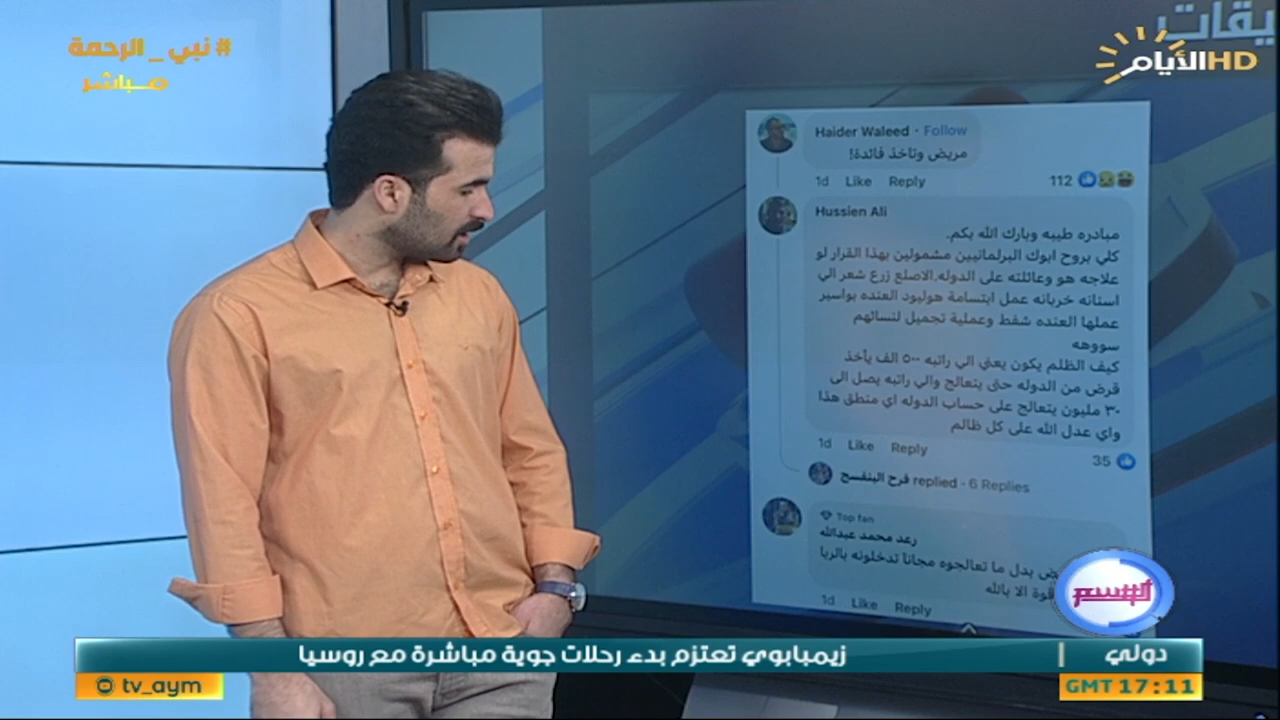 #نبي_الرحمة
مباشر
يقات
الأيام HD
Haider Waleed · Follow
مريض وتاخذ فائدة!
1d Like Reply 112
Hussien Ali
مبادره طيبه وبارك الله بكم.
كلي بروح ابوك البرلمانيين مشمولين بهذا القرار لو
علاجه هو وعائلته على الدوله.الاصلع زرع شعر الي
اسنانه خربانه عمل ابتسامة هوليود العنده بواسير
عملها العنده شفط وعملية تجميل لنسائهم
سووهه
كيف الظلم يكون يعني الي راتبه ٥٠٠ الف يأخذ
قرض من الدوله حتى يتعالج والي راتبه يصل الى
٣٠ مليون يتعالج على حساب الدوله اي منطق هذا
واي عدل الله على كل ظالم
1d Like Reply 35
فرح البنفسج replied · 6 Replies
Top fan
رعد محمد عبدالله
بدل ما تعالجوه مجاناً تدخلونه بالربا
قوة الا بالله
1d Like Reply
دولي | زيمبابوي تعتزم بدء رحلات جوية مباشرة مع روسيا
tv_aym
GMT 17:11